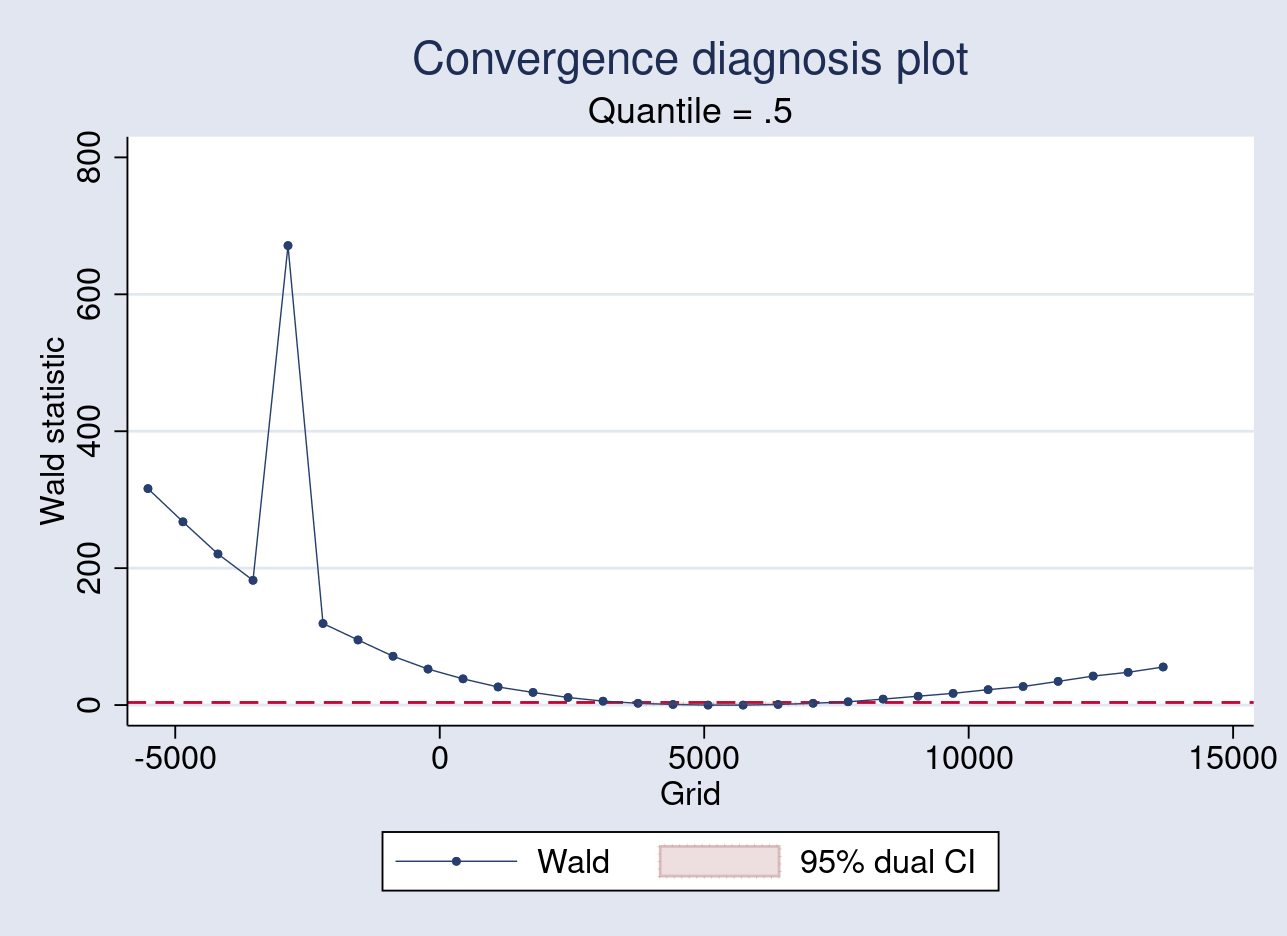 Convergence diagnosis plot
Quantile = .5
Wald statistic
800
600
400
200
0
-5000 0 5000 10000 15000
Grid
Wald 95% dual CI